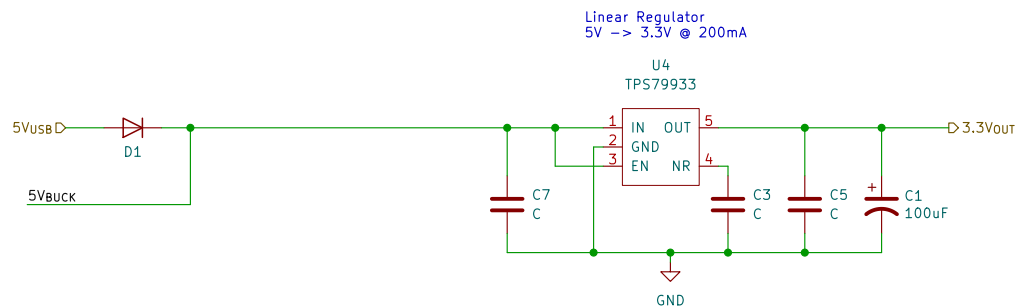 Linear Regulator
5V -> 3.3V @ 200mA
U4
TPS79933
5VUSB
D1
5VBUCK
1 IN OUT 5
2 GND
3 EN NR 4
C7
C
C3
C
C5
C
C1
100uF
+
3.3VOUT
GND